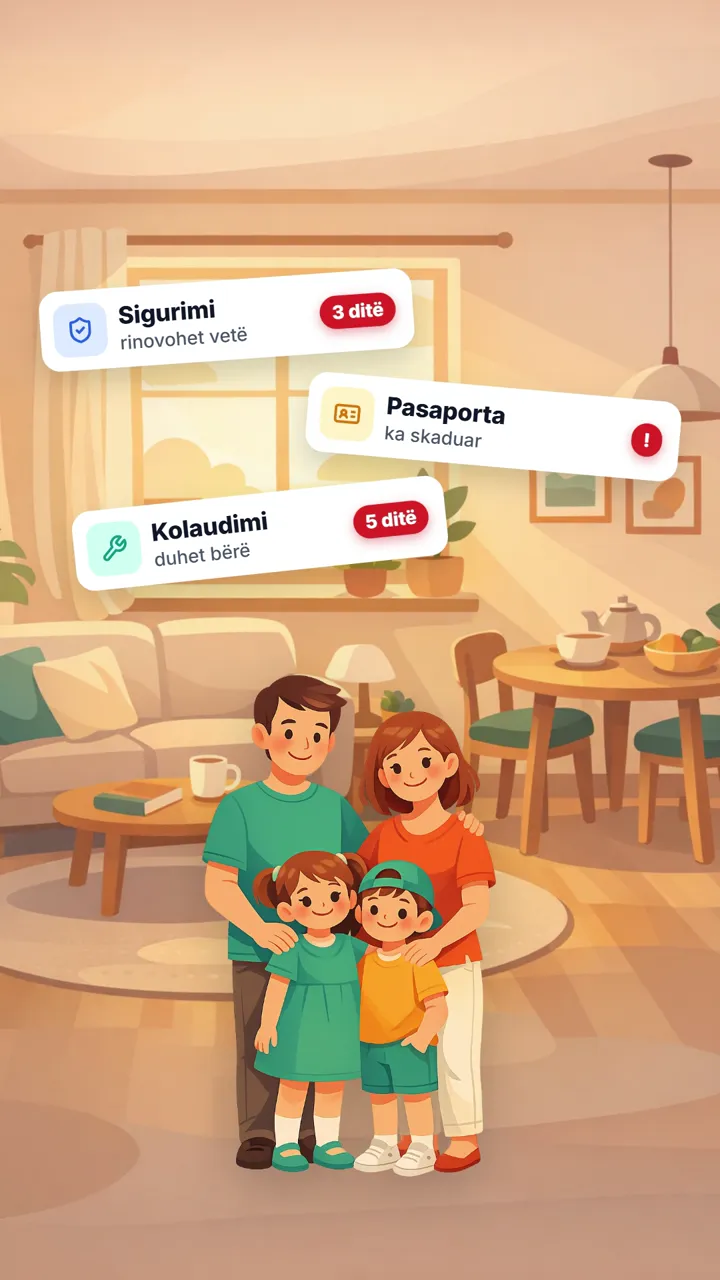 Sigurimi
rinovohet vetë
3 ditë
Pasaporta
ka skaduar
!
Kolaudimi
duhet bërë
5 ditë